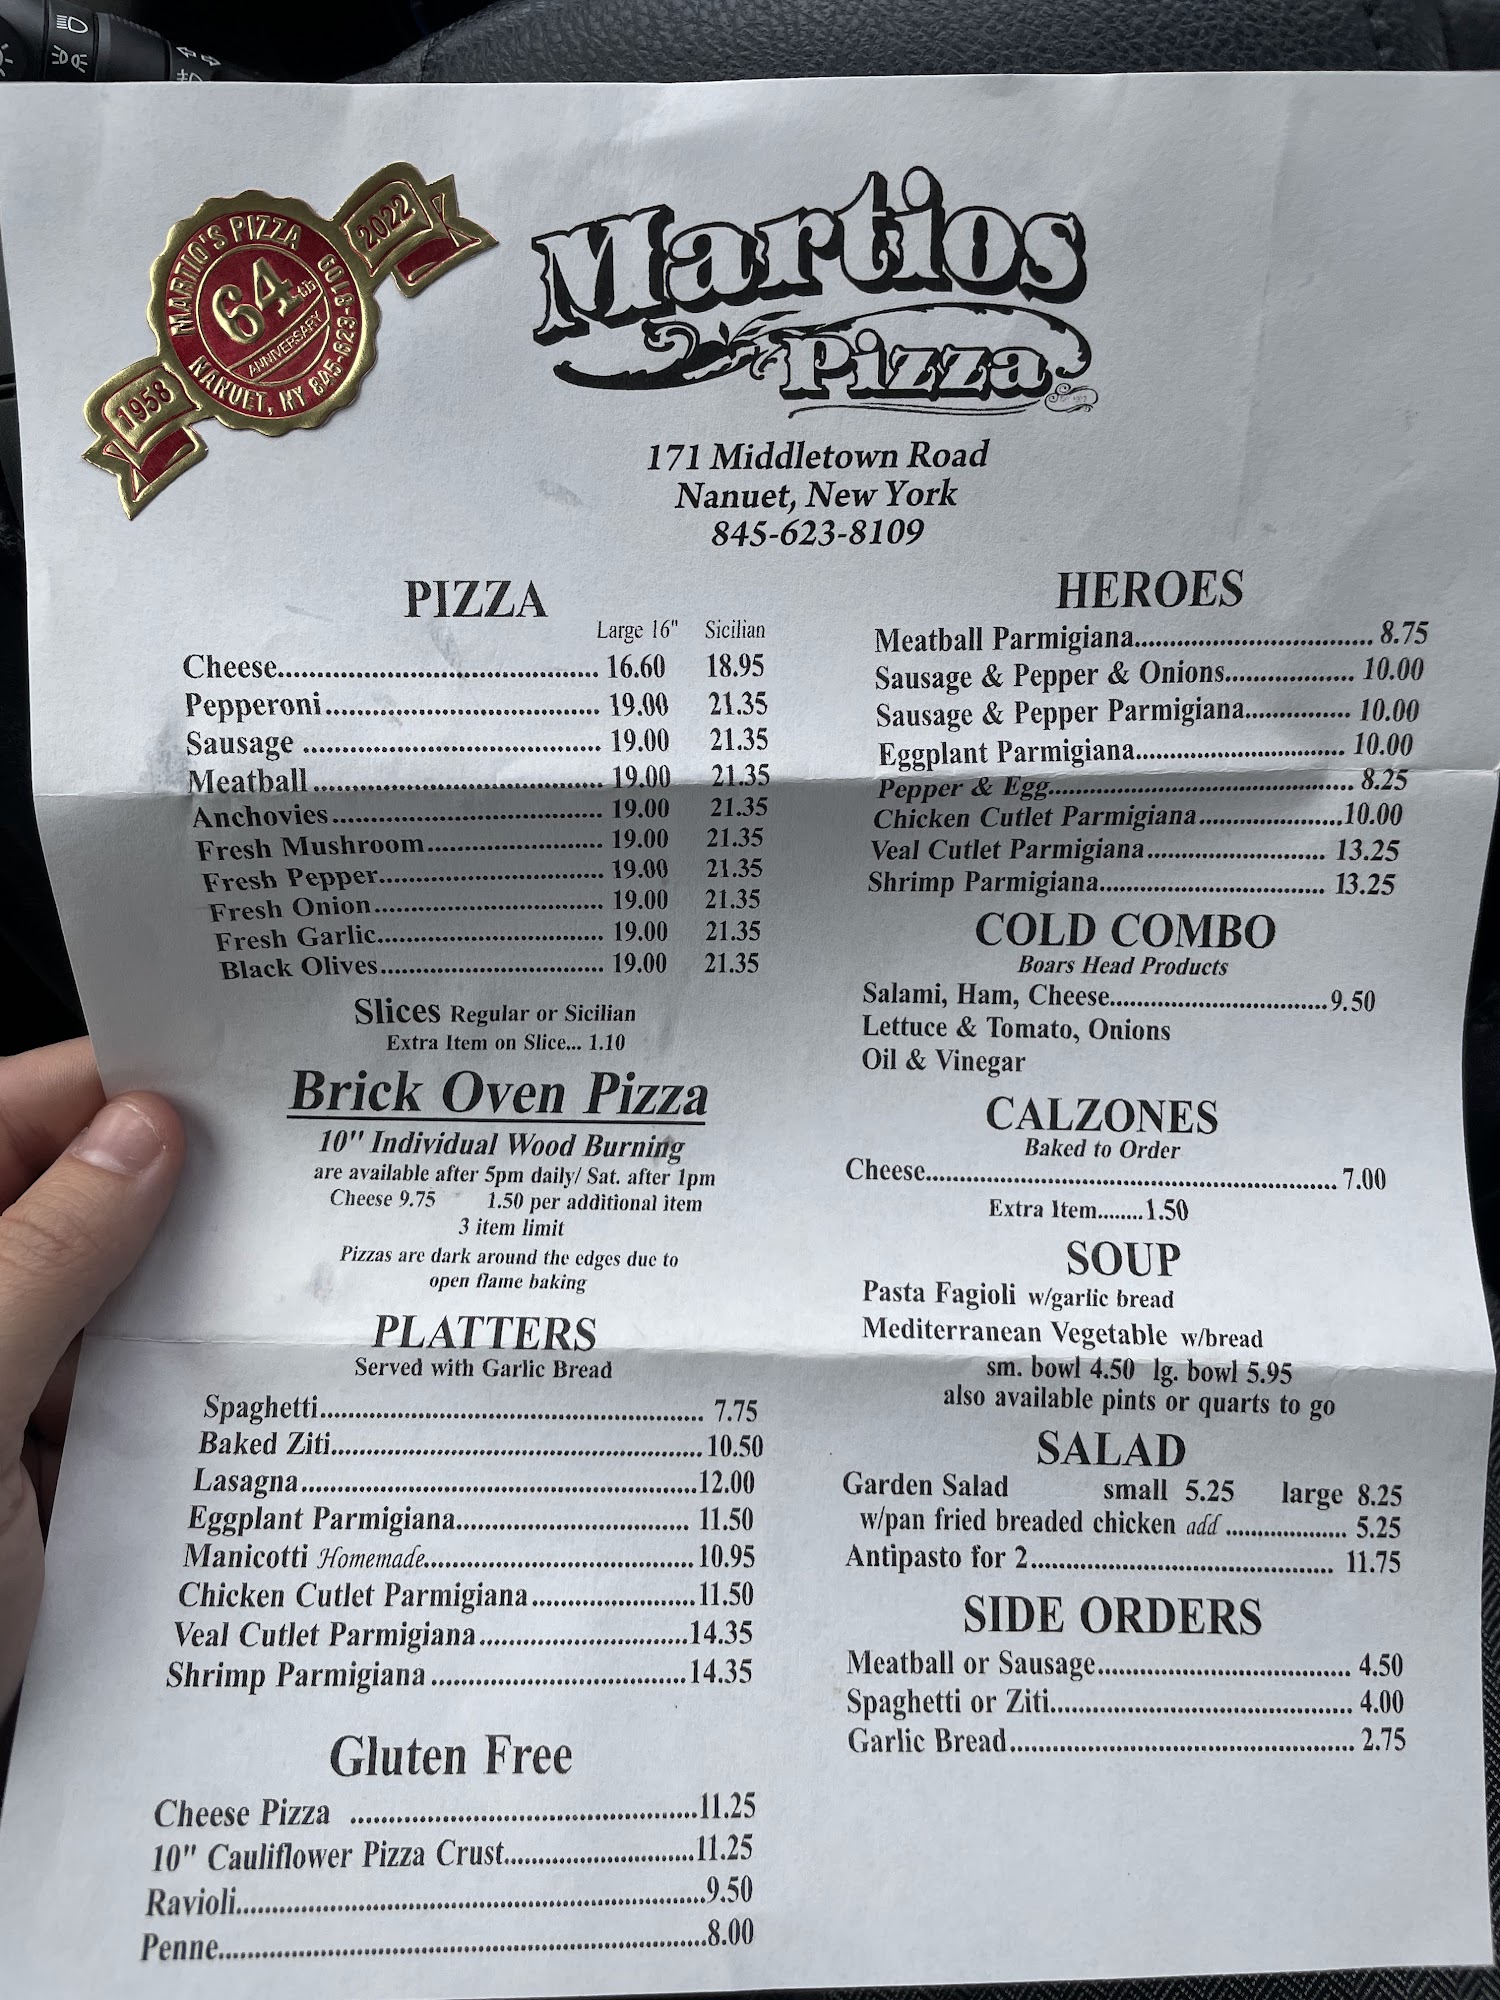 MARTIO'S PIZZA
64th
ANNIVERSARY
NANUET, NY 845-623-8109
1958
2022
Martios
Pizza
171 Middletown Road
Nanuet, New York
845-623-8109
PIZZA
Large 16" Sicilian
Cheese 16.60 18.95
Pepperoni 19.00 21.35
Sausage 19.00 21.35
Meatball 19.00 21.35
Anchovies 19.00 21.35
Fresh Mushroom 19.00 21.35
Fresh Pepper 19.00 21.35
Fresh Onion 19.00 21.35
Fresh Garlic 19.00 21.35
Black Olives 19.00 21.35
Slices Regular or Sicilian
Extra Item on Slice... 1.10
Brick Oven Pizza
10" Individual Wood Burning
are available after 5pm daily/ Sat. after 1pm
Cheese 9.75 1.50 per additional item
3 item limit
Pizzas are dark around the edges due to
open flame baking
PLATTERS
Served with Garlic Bread
Spaghetti 7.75
Baked Ziti 10.50
Lasagna 12.00
Eggplant Parmigiana 11.50
Manicotti Homemade 10.95
Chicken Cutlet Parmigiana 11.50
Veal Cutlet Parmigiana 14.35
Shrimp Parmigiana 14.35
Gluten Free
Cheese Pizza 11.25
10" Cauliflower Pizza Crust 11.25
Ravioli 9.50
Penne 8.00
HEROES
Meatball Parmigiana 8.75
Sausage & Pepper & Onions 10.00
Sausage & Pepper Parmigiana 10.00
Eggplant Parmigiana 10.00
Pepper & Egg 8.25
Chicken Cutlet Parmigiana 10.00
Veal Cutlet Parmigiana 13.25
Shrimp Parmigiana 13.25
COLD COMBO
Boars Head Products
Salami, Ham, Cheese 9.50
Lettuce & Tomato, Onions
Oil & Vinegar
CALZONES
Baked to Order
Cheese 7.00
Extra Item........1.50
SOUP
Pasta Fagioli w/garlic bread
Mediterranean Vegetable w/bread
sm. bowl 4.50 lg. bowl 5.95
also available pints or quarts to go
SALAD
Garden Salad small 5.25 large 8.25
w/pan fried breaded chicken add 5.25
Antipasto for 2 11.75
SIDE ORDERS
Meatball or Sausage 4.50
Spaghetti or Ziti 4.00
Garlic Bread 2.75